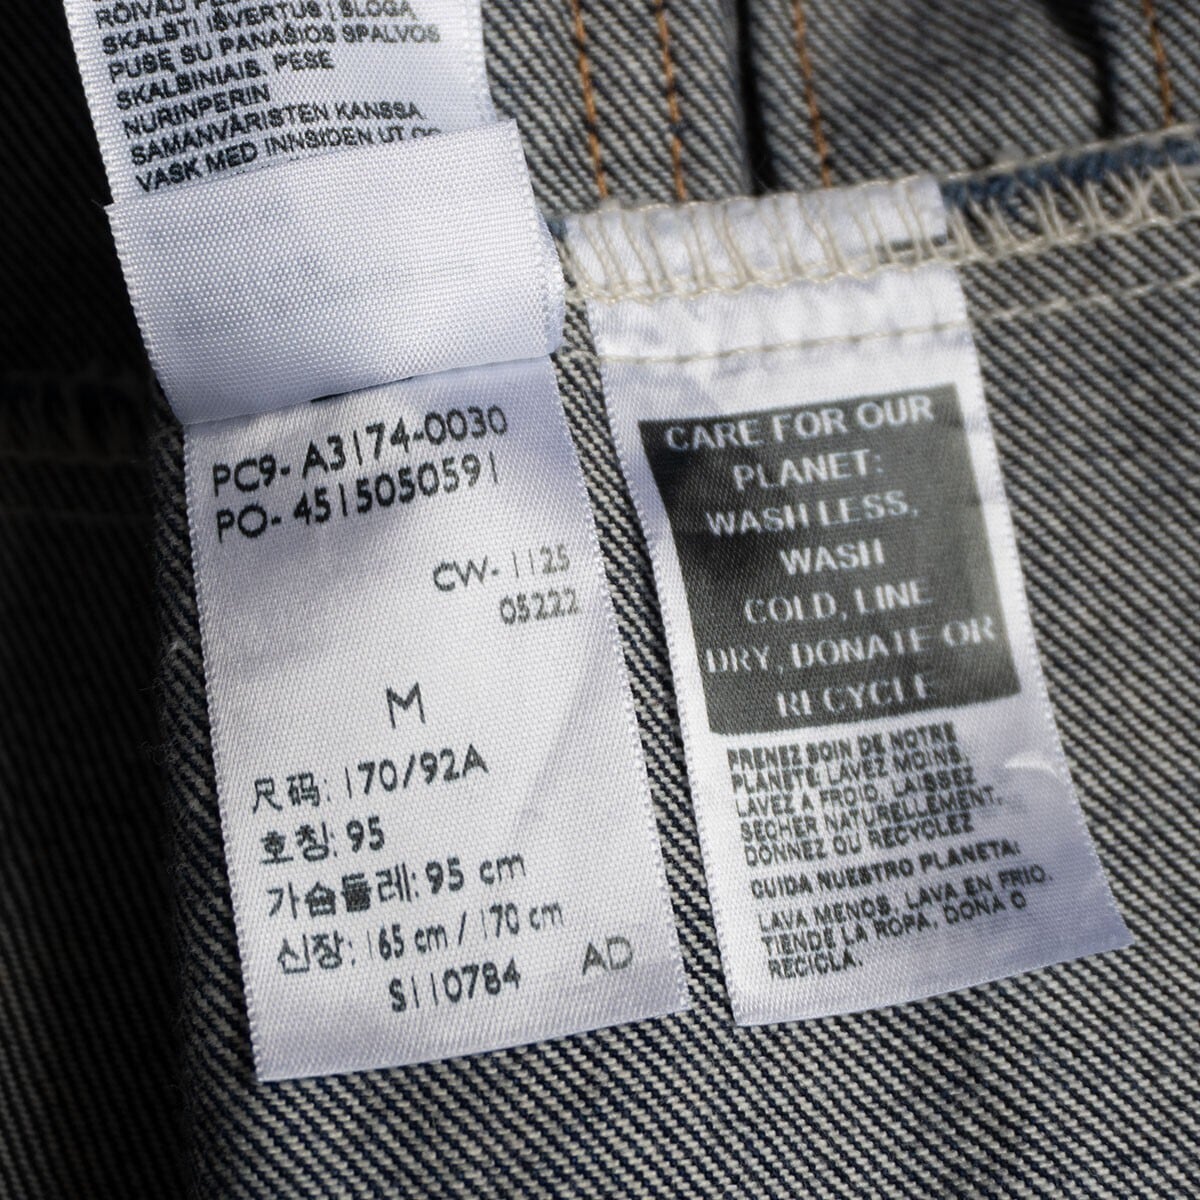 SKALBTI IŠVERTUS | SLOGA
PUSE SU PANAŠIOS SPALVOS
SKALBINIAIS. PESE
NURINPERIN
SAMANVÄRISTEN KANSSA
VASK MED INNSIDEN UT OG
PC9- A3174-0030
PO- 4515050591
CW- 1125
05222
M
尺码: 170/92A
호칭: 95
가슴둘레: 95 cm
신장: 165 cm / 170 cm
S110784
AD
CARE FOR OUR
PLANET:
WASH LESS,
WASH
COLD, LINE
DRY, DONATE OR
RECYCLE
PRENEZ SOIN DE NOTRE
PLANÈTE: LAVEZ MOINS,
LAVEZ A FROID, LAISSEZ
SECHER NATURELLEMENT,
DONNEZ OU RECYCLEZ
CUIDA NUESTRO PLANETA:
LAVA MENOS, LAVA EN FRIO,
TIENDE LA ROPA, DONA O
RECICLA.